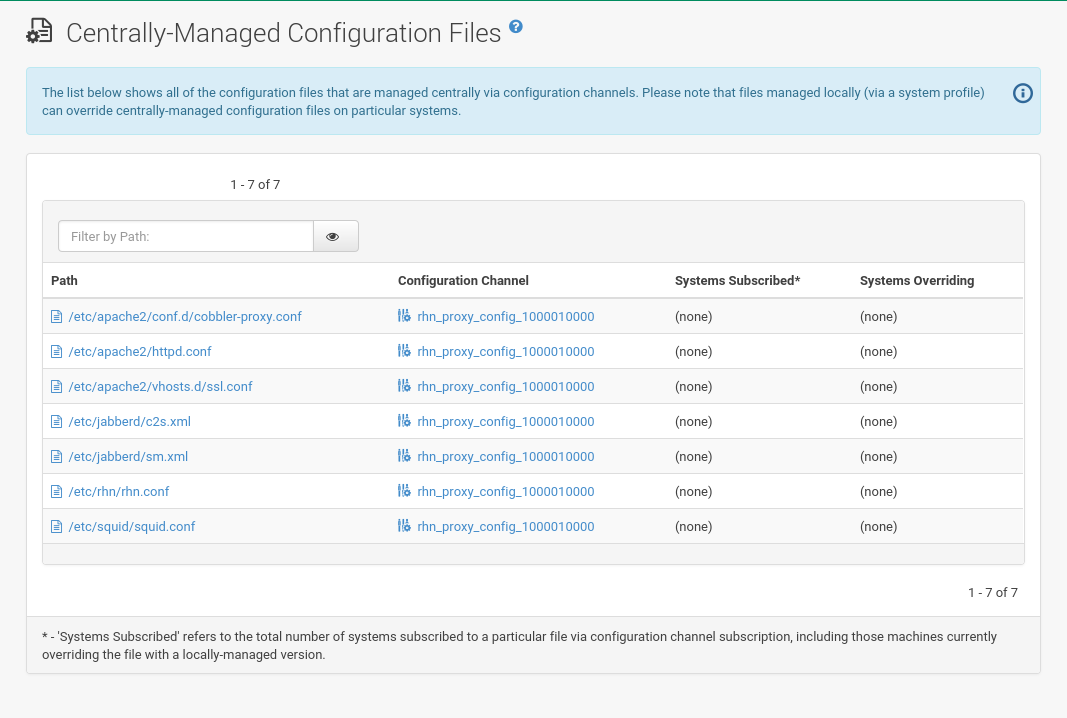 Centrally-Managed Configuration Files ?
The list below shows all of the configuration files that are managed centrally via configuration channels. Please note that files managed locally (via a system profile)
can override centrally-managed configuration files on particular systems.
1 - 7 of 7
Filter by Path:
Path Configuration Channel Systems Subscribed* Systems Overriding
/etc/apache2/conf.d/cobbler-proxy.conf rhn_proxy_config_1000010000 (none) (none)
/etc/apache2/httpd.conf rhn_proxy_config_1000010000 (none) (none)
/etc/apache2/vhosts.d/ssl.conf rhn_proxy_config_1000010000 (none) (none)
/etc/jabberd/c2s.xml rhn_proxy_config_1000010000 (none) (none)
/etc/jabberd/sm.xml rhn_proxy_config_1000010000 (none) (none)
/etc/rhn/rhn.conf rhn_proxy_config_1000010000 (none) (none)
/etc/squid/squid.conf rhn_proxy_config_1000010000 (none) (none)
1 - 7 of 7
* - 'Systems Subscribed' refers to the total number of systems subscribed to a particular file via configuration channel subscription, including those machines currently
overriding the file with a locally-managed version.